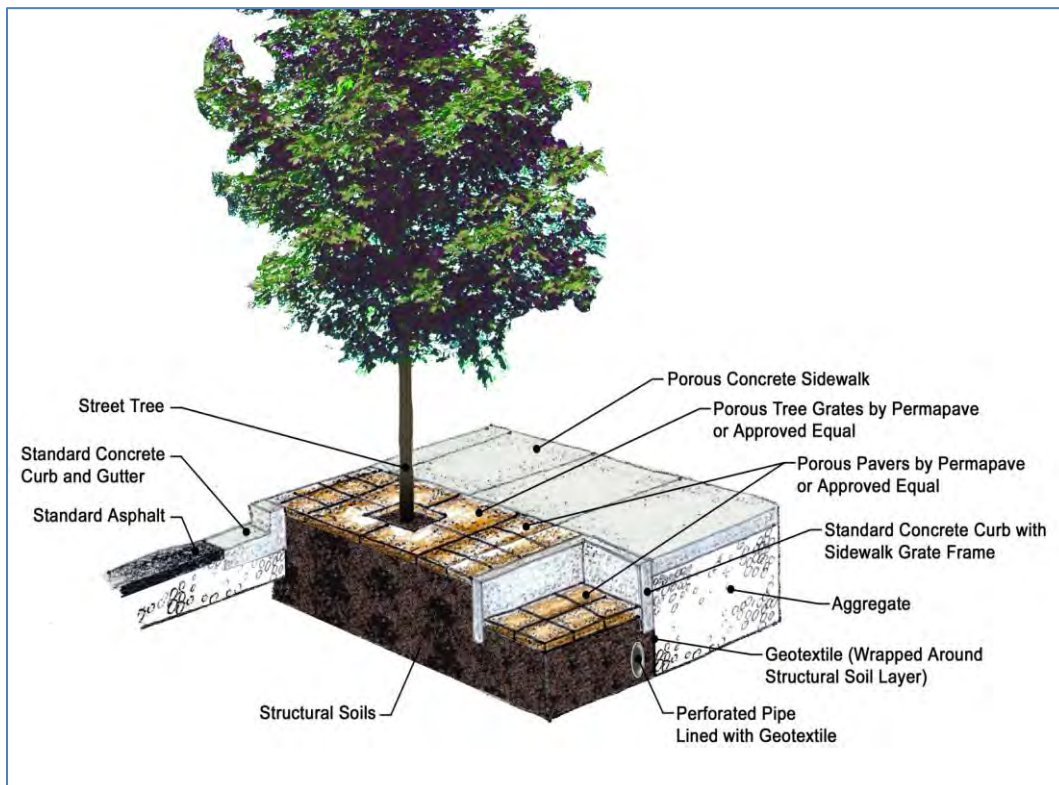 Street Tree
Standard Concrete
Curb and Gutter
Standard Asphalt
Structural Soils
Porous Concrete Sidewalk
Porous Tree Grates by Permapave
or Approved Equal
Porous Pavers by Permapave
or Approved Equal
Standard Concrete Curb with
Sidewalk Grate Frame
Aggregate
Geotextile (Wrapped Around
Structural Soil Layer)
Perforated Pipe
Lined with Geotextile